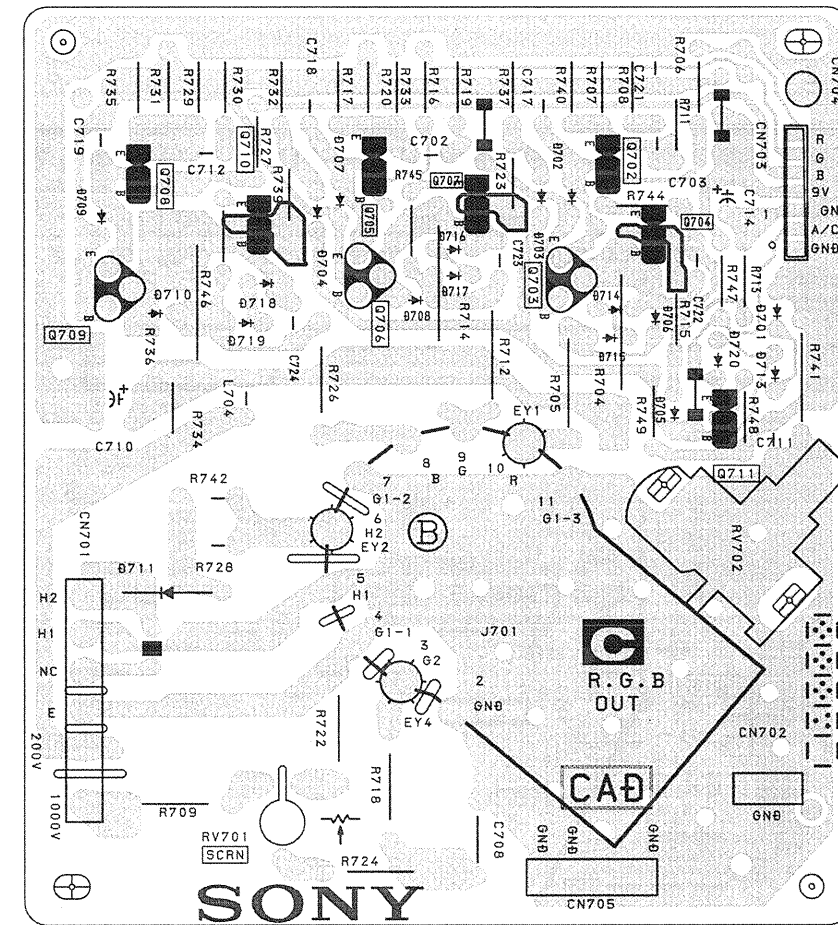 R735
R731
R729
R730
R732
C718
R717
R720
R733
R716
R719
R737
C717
R740
R707
R708
C721
R706
R711
CN703
R
G
B
9V
GN
A/C
GND
C719
E
B
Q708
C712
Q710
R727
R739
E
B
D707
E
B
Q705
R745
C702
Q707
E
B
R723
D702
E
B
Q702
R744
C703
E
B
Q704
C714
D709
E
B
Q709
D710
R736
R746
D718
D719
D704
E
B
Q706
D708
D716
D717
R714
C723
D703
E
B
Q703
D714
D715
D706
R715
C722
R747
R713
D701
D720
D713
R741
C710
R734
L704
C724
R726
R712
R705
R704
R749
D705
E
B
R748
C711
Q711
EY1
8
B
9
G
10
R
7
G1-2
11
G1-3
6
H2
EY2
B
5
H1
4
G1-1
3
G2
EY4
2
GND
J701
R742
CN701
D711
R728
H2
H1
NC
E
200V
1000V
RV702
C
R.G.B
OUT
CAD
CN702
GND
R722
R718
R709
RV701
SCRN
R724
C708
GND
GND
GND
CN705
SONY